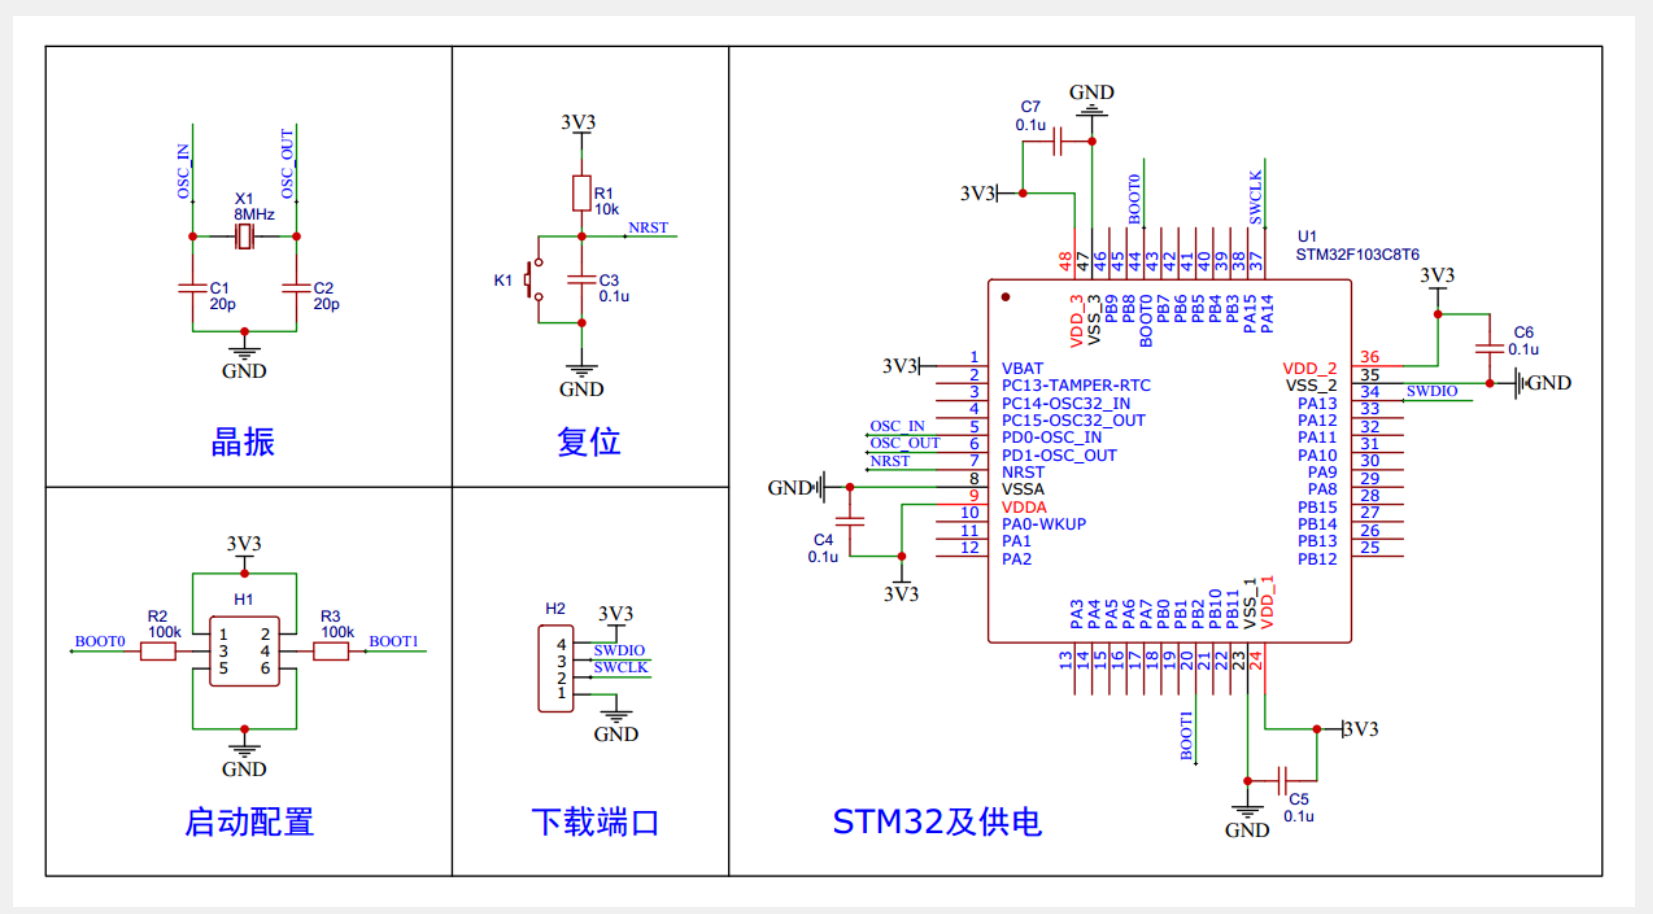 OSC_IN
OSC_OUT
X1
8MHz
C1
20p
C2
20p
GND
晶振
3V3
R1
10k
NRST
K1
C3
0.1u
GND
复位
3V3
H1
R2
100k
R3
100k
BOOT0
BOOT1
1 2
3 4
5 6
GND
启动配置
H2
3V3
4
3
2
1
SWDIO
SWCLK
GND
下载端口
GND
C7
0.1u
3V3
BOOT0
SWCLK
U1
STM32F103C8T6
48 47 46 45 44 43 42 41 40 39 38 37
VDD_3 VSS_3 PB9 PB8 BOOT0 PB7 PB6 PB5 PB4 PB3 PA15 PA14
3V3
1 VBAT
2 PC13-TAMPER-RTC
3 PC14-OSC32_IN
4 PC15-OSC32_OUT
OSC_IN 5 PD0-OSC_IN
OSC_OUT 6 PD1-OSC_OUT
NRST 7 NRST
GND 8 VSSA
9 VDDA
10 PA0-WKUP
11 PA1
12 PA2
C4
0.1u
3V3
3V3
C6
0.1u
VDD_2 36
VSS_2 35 GND
PA13 34 SWDIO
PA12 33
PA11 32
PA10 31
PA9 30
PA8 29
PB15 28
PB14 27
PB13 26
PB12 25
PA3 PA4 PA5 PA6 PA7 PB0 PB1 PB2 PB10 PB11 VSS_1 VDD_1
13 14 15 16 17 18 19 20 21 22 23 24
BOOT1
3V3
C5
0.1u
GND
STM32及供电